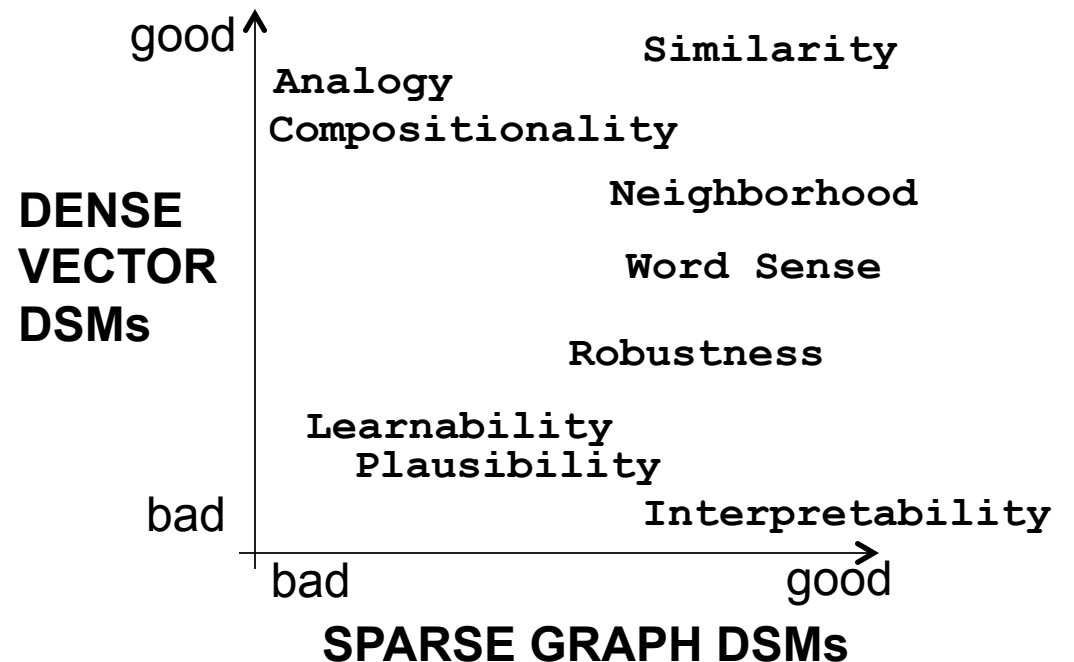 good
Similarity
Analogy
Compositionality
DENSE
VECTOR
DSMs
Neighborhood
Word Sense
Robustness
Learnability
Plausibility
bad
Interpretability
bad
good
SPARSE GRAPH DSMs